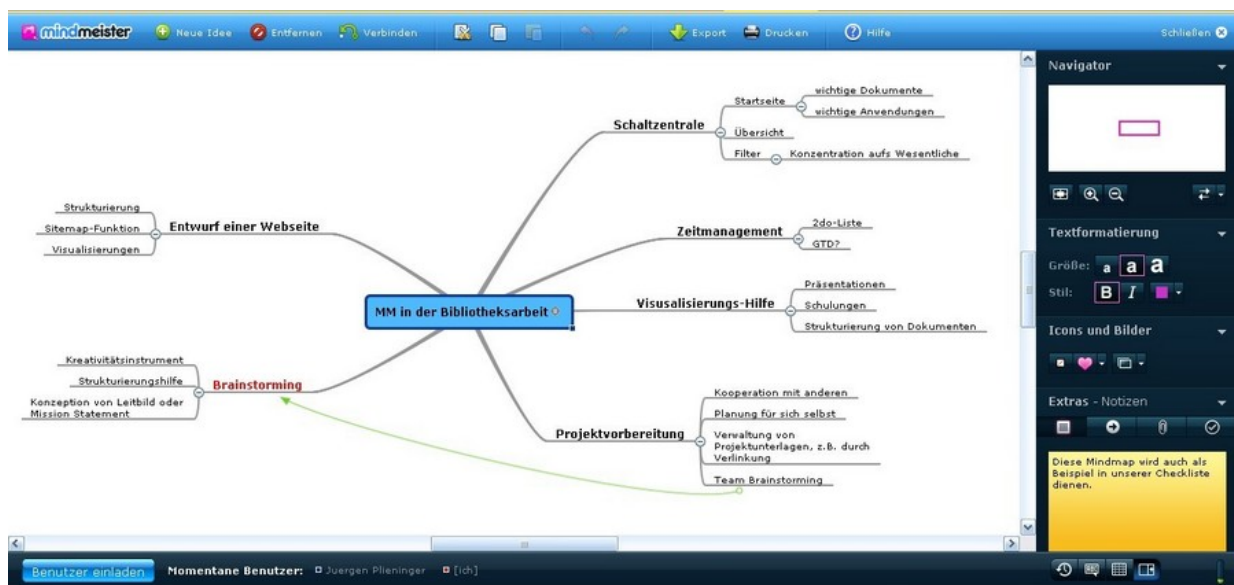 mindmeister Neue Idee Entfernen Verbinden Export Drucken Hilfe Schließen
Schaltzentrale
Startseite
wichtige Dokumente
wichtige Anwendungen
Übersicht
Filter
Konzentration aufs Wesentliche
Zeitmanagement
2do-Liste
GTD?
Visusalisierungs-Hilfe
Präsentationen
Schulungen
Strukturierung von Dokumenten
Projektvorbereitung
Kooperation mit anderen
Planung für sich selbst
Verwaltung von
Projektunterlagen, z.B. durch
Verlinkung
Team Brainstorming
MM in der Bibliotheksarbeit
Entwurf einer Webseite
Strukturierung
Sitemap-Funktion
Visualisierungen
Brainstorming
Kreativitätsinstrument
Strukturierungshilfe
Konzeption von Leitbild oder
Mission Statement
Navigator
Textformatierung
Größe: a a a
Stil: B I
Icons und Bilder
Extras - Notizen
Diese Mindmap wird auch als
Beispiel in unserer Checkliste
dienen.
Benutzer einladen Momentane Benutzer: Juergen Plieninger [ich]